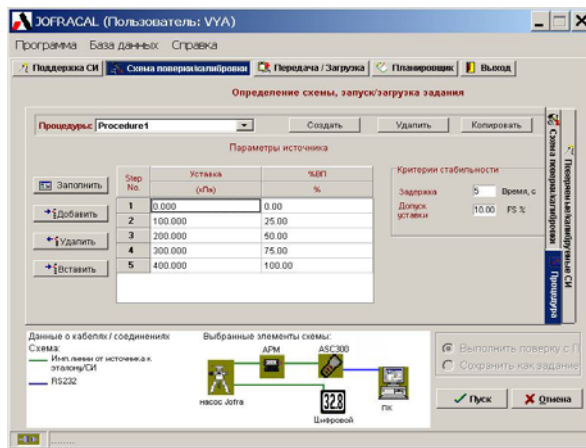 JOFRACAL (Пользователь: VYA)
Программа База данных Справка
Поддержка СИ Схема поверки/калибровки Передача / Загрузка Планировщик Выход
Определение схемы, запуск/загрузка задания
Процедуры: Procedure1 Создать Удалить Копировать
Параметры источника
Step No. Уставка (кПа) %ВП %
1 0.000 0.00
2 100.000 25.00
3 200.000 50.00
4 300.000 75.00
5 400.000 100.00
Заполнить
Добавить
Удалить
Вставить
Критерии стабильности
Задержка 5 Время, с
Допуск уставки 10.00 FS %
Схема поверки/калибровки
Процедура
Поверяемые/калибруемые СИ
Данные о кабелях / соединениях
Схема:
Имп.линии от источника к эталону/СИ
RS232
Выбранные элементы схемы:
APM ASC300
насос Jofra
328
Цифровой
ПК
Выполнить поверку с П
Сохранить как задание
Пуск Отмена
........